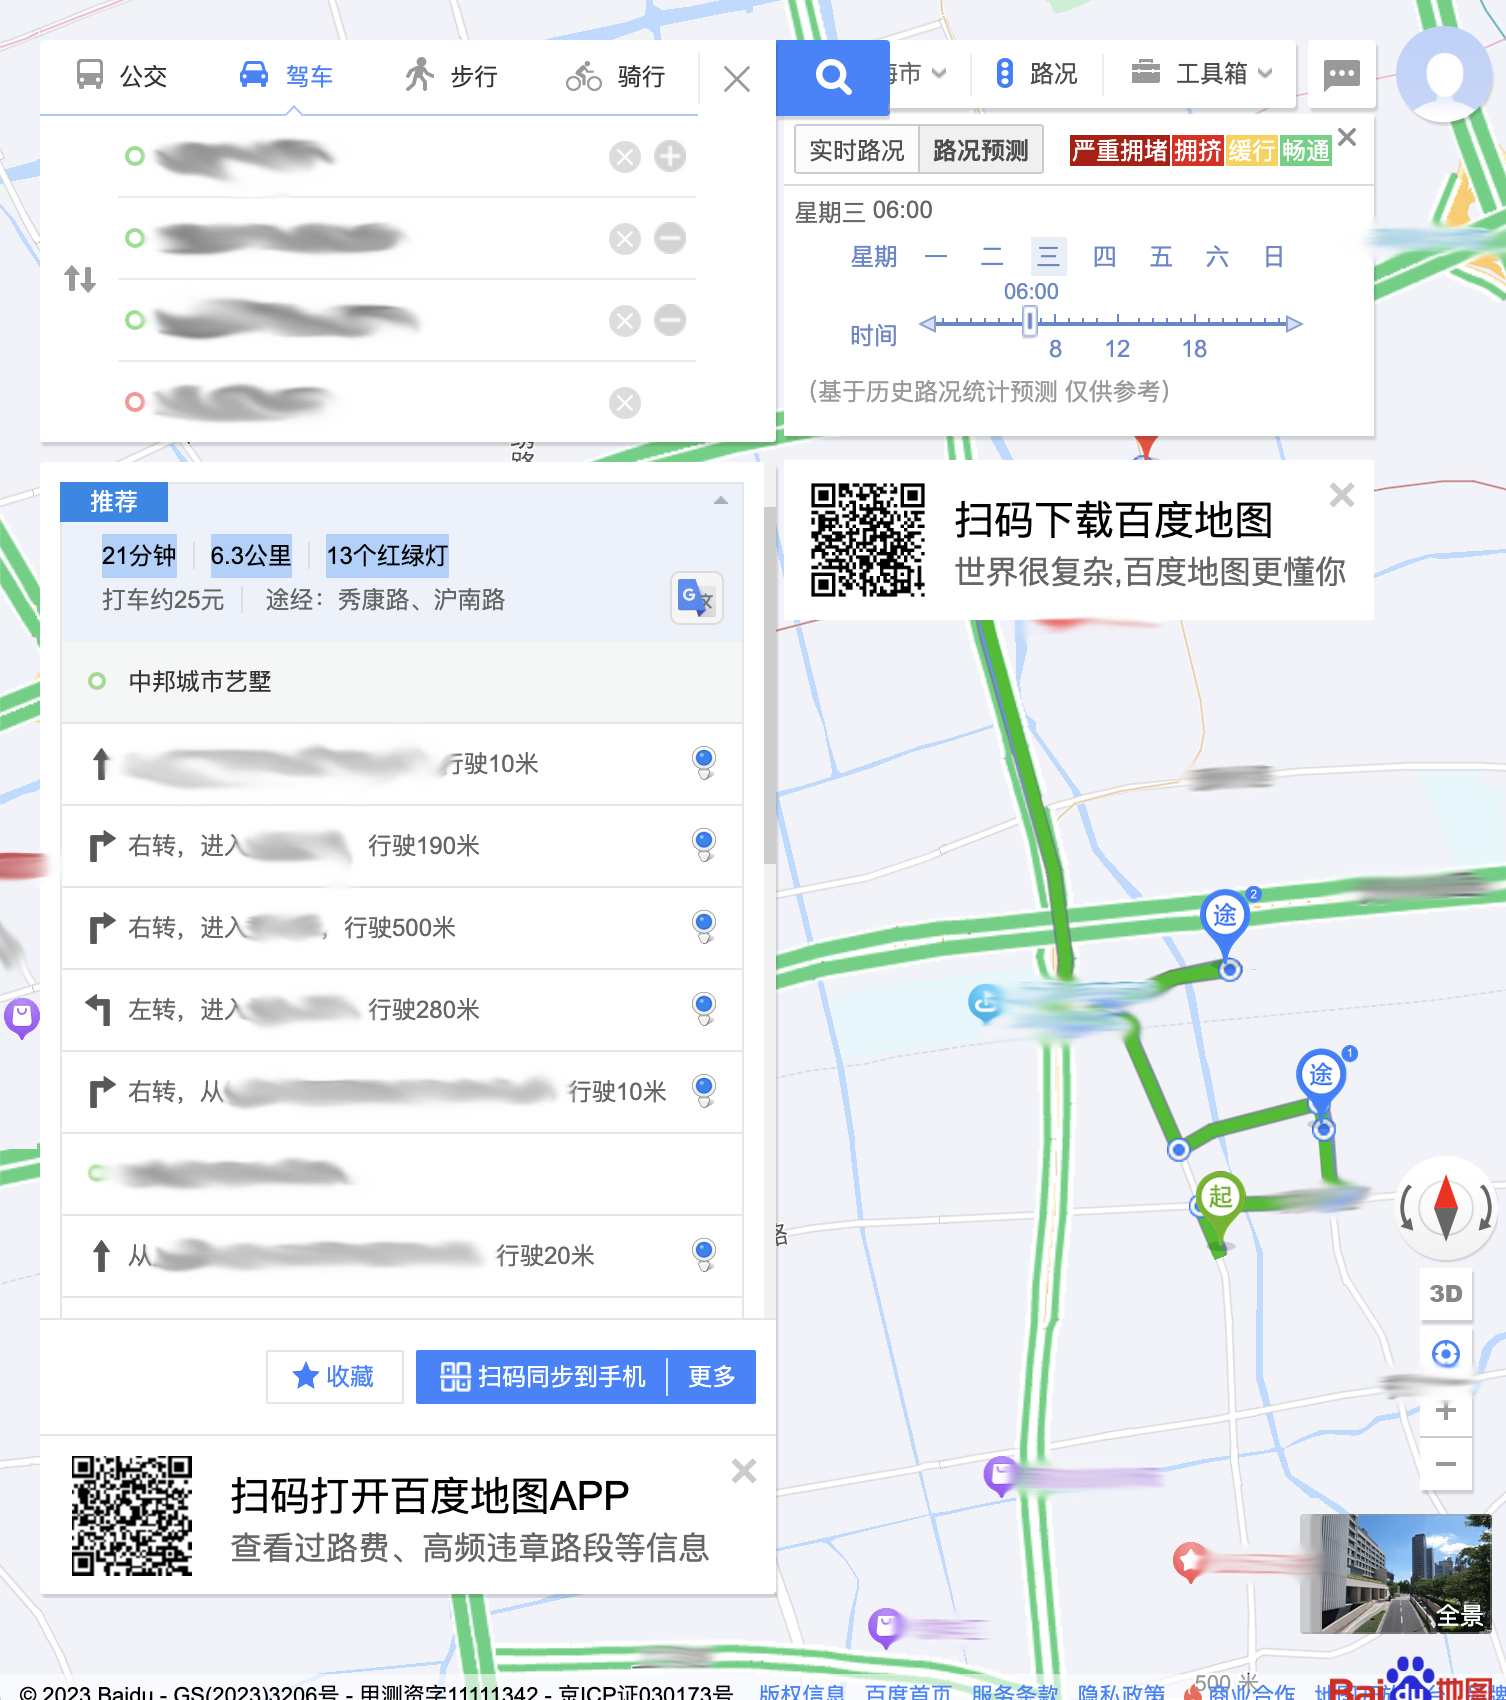 公交
驾车
步行
骑行
海市
路况
工具箱
实时路况
路况预测
严重拥堵
拥挤
缓行
畅通
星期三 06:00
星期 一 二 三 四 五 六 日
06:00
时间
8 12 18
(基于历史路况统计预测 仅供参考)
推荐
21分钟 6.3公里 13个红绿灯
打车约25元 途经：秀康路、沪南路
G 文
中邦城市艺墅
行驶10米
右转，进入 行驶190米
右转，进入 ，行驶500米
左转，进入 行驶280米
右转，从 行驶10米
从 行驶20米
收藏
扫码同步到手机
更多
扫码打开百度地图APP
查看过路费、高频违章路段等信息
扫码下载百度地图
世界很复杂,百度地图更懂你
途 2
途 1
起
路
3D
全景
500 米
© 2023 Baidu - GS(2023)3206号 - 甲测资字11111342 - 京ICP证030173号
版权信息 百度首页 服务条款 隐私政策 商业合作
Bai du 地图